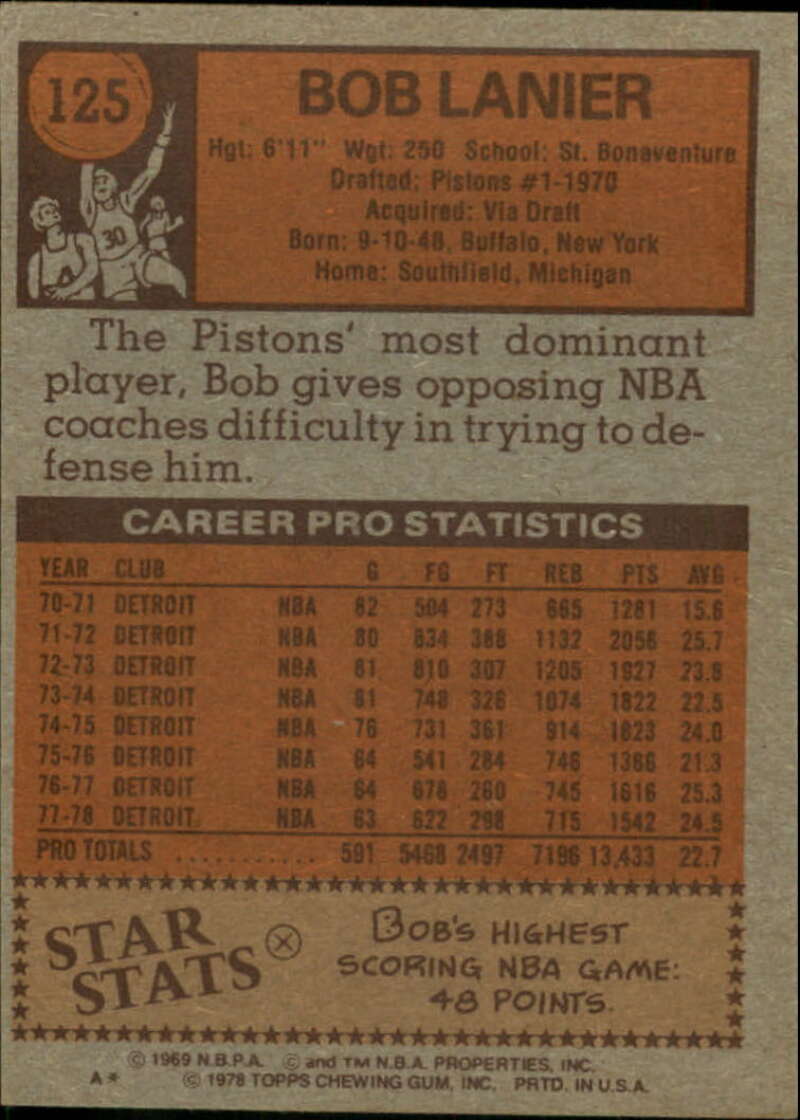 125
BOB LANIER
Hgt: 6'11" Wgt: 250 School: St. Bonaventure
Drafted: Pistons #1-1970
Acquired: Via Draft
Born: 9-10-48, Buffalo, New York
Home: Southfield, Michigan
30
The Pistons' most dominant
player, Bob gives opposing NBA
coaches difficulty in trying to de-
fense him.
CAREER PRO STATISTICS
YEAR CLUB G FG FT REB PTS AVG
70-71 DETROIT NBA 82 504 273 665 1281 15.6
71-72 DETROIT NBA 80 834 388 1132 2056 25.7
72-73 DETROIT NBA 81 810 307 1205 1927 23.8
73-74 DETROIT NBA 81 748 326 1074 1822 22.5
74-75 DETROIT NBA 76 731 361 914 1823 24.0
75-76 DETROIT NBA 64 541 284 746 1366 21.3
76-77 DETROIT NBA 64 678 260 745 1616 25.3
77-78 DETROIT NBA 63 622 298 715 1542 24.5
PRO TOTALS ............ 591 5468 2497 7196 13,433 22.7
STAR
STATS
BOB'S HIGHEST
SCORING NBA GAME:
48 POINTS.
© 1969 N.B.P.A. © and TM N.B.A. PROPERTIES, INC.
A* © 1978 TOPPS CHEWING GUM, INC. PRTD. IN U.S.A.